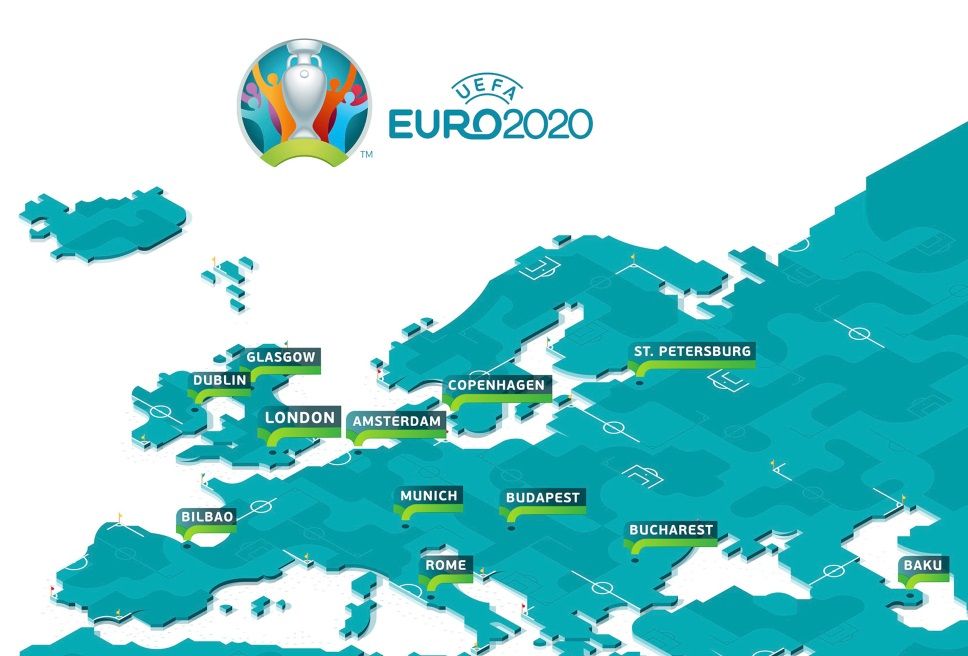 UEFA
EURO2020
TM
GLASGOW
ST. PETERSBURG
DUBLIN
COPENHAGEN
LONDON
AMSTERDAM
MUNICH
BUDAPEST
BILBAO
BUCHAREST
ROME
BAKU